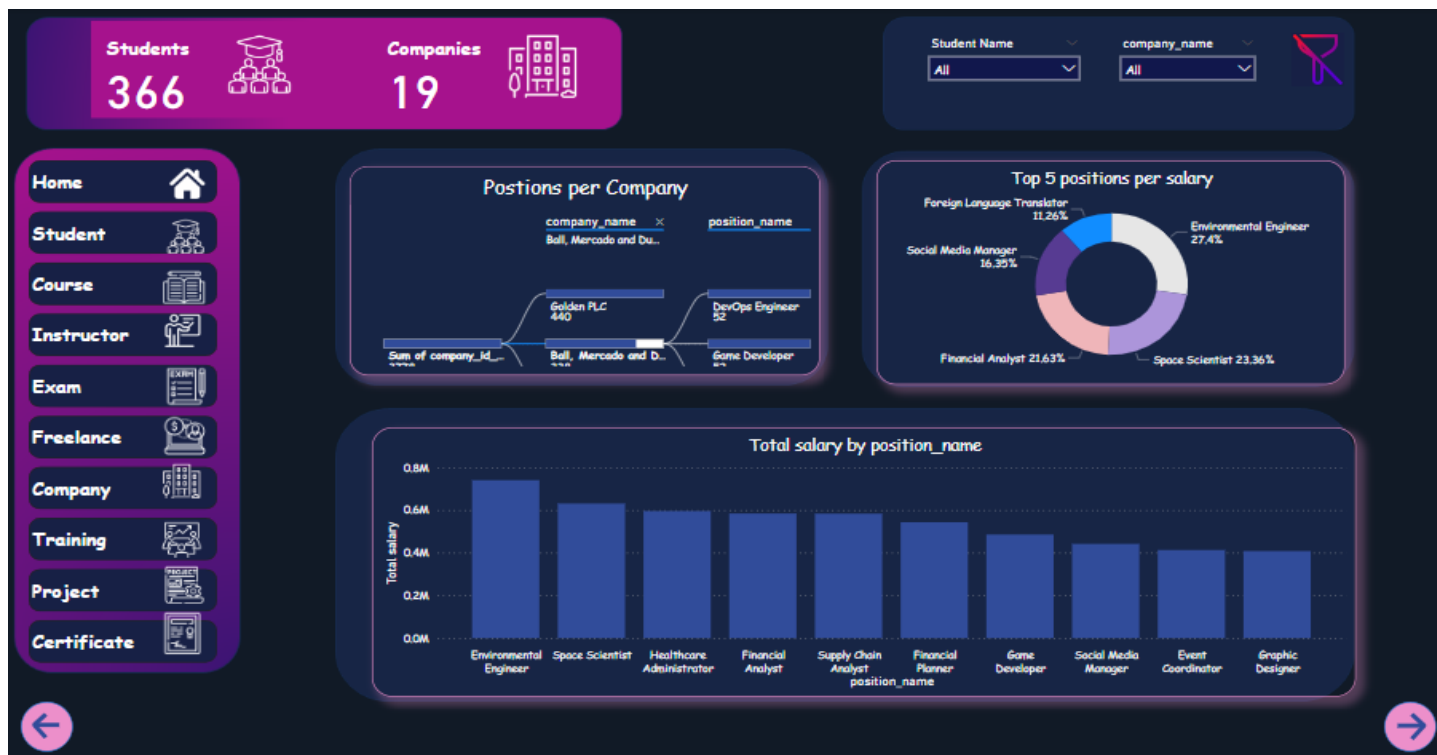 Students
366
Companies
19
Student Name
All
company_name
All
Home
Student
Course
Instructor
Exam
EXAM
Freelance
Company
Training
Project
PROJECT
Certificate
Postions per Company
company_name
position_name
Ball, Mercado and Du...
Golden PLC
440
DevOps Engineer
52
Sum of company_id_...
Ball, Mercado and D...
Game Developer
Top 5 positions per salary
Foreign Language Translator
11,26%
Environmental Engineer
27,4%
Social Media Manager
16,35%
Financial Analyst 21,63%
Space Scientist 23,36%
Total salary by position_name
Total salary
0.8M
0.6M
0.4M
0.2M
0.0M
Environmental Engineer
Space Scientist
Healthcare Administrator
Financial Analyst
Supply Chain Analyst
Financial Planner
Game Developer
Social Media Manager
Event Coordinator
Graphic Designer
position_name